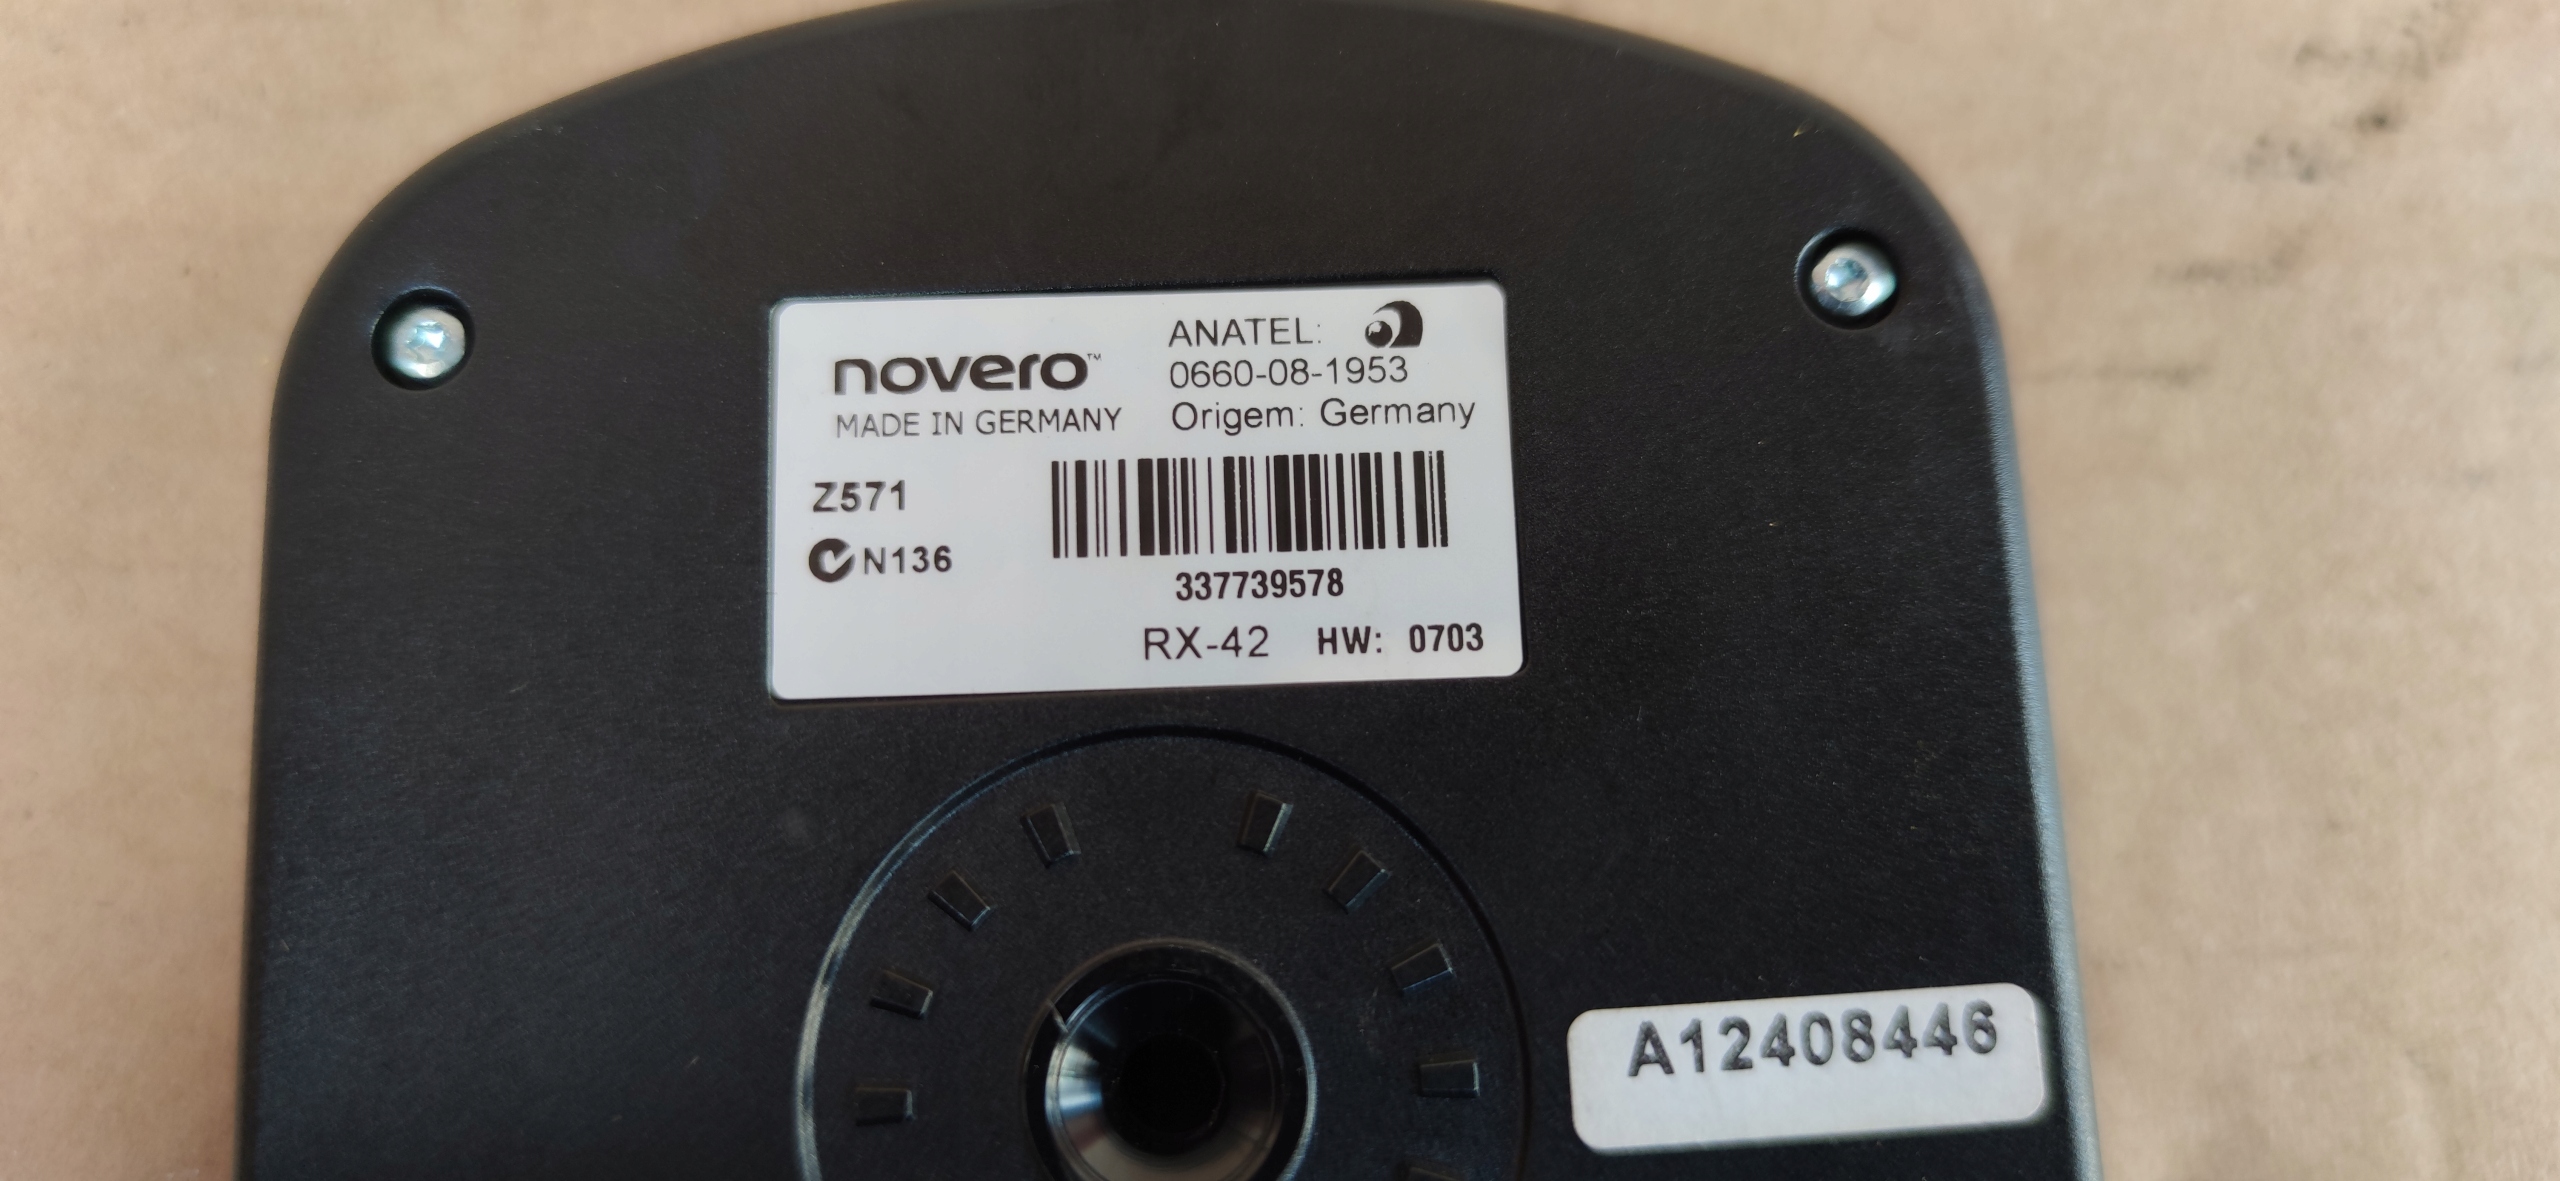 novero™
MADE IN GERMANY
ANATEL:
0660-08-1953
Origem: Germany
Z571
N136
337739578
RX-42 HW: 0703
A12408446